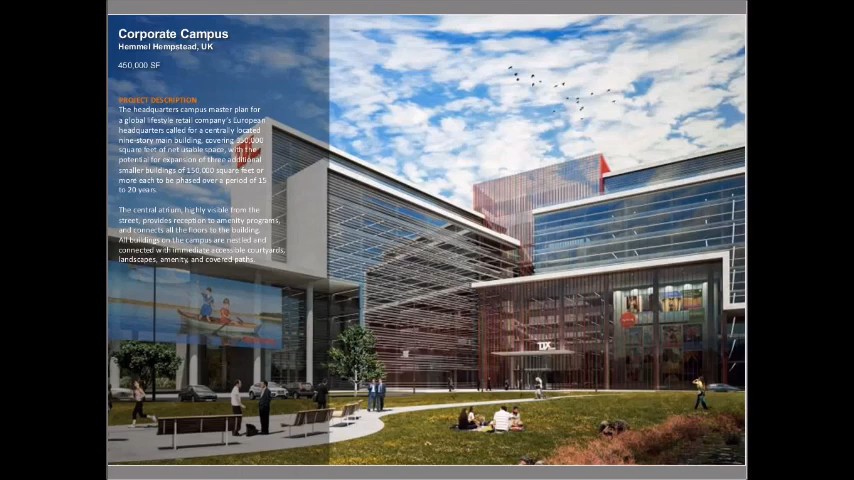 Corporate Campus
Hemmel Hempstead, UK
450,000 SF
PROJECT DESCRIPTION
The headquarters campus master plan for
a global lifestyle retail company's European
headquarters called for a centrally located
nine-story main building, covering 350,000
square feet of net usable space, with the
potential for expansion of three additional
smaller buildings of 150,000 square feet or
more each to be phased over a period of 15
to 20 years.
The central atrium, highly visible from the
street, provides reception to amenity programs,
and connects all the floors to the building.
All buildings on the campus are nestled and
connected with immediate accessible courtyards,
landscapes, amenity, and covered paths.
TJX